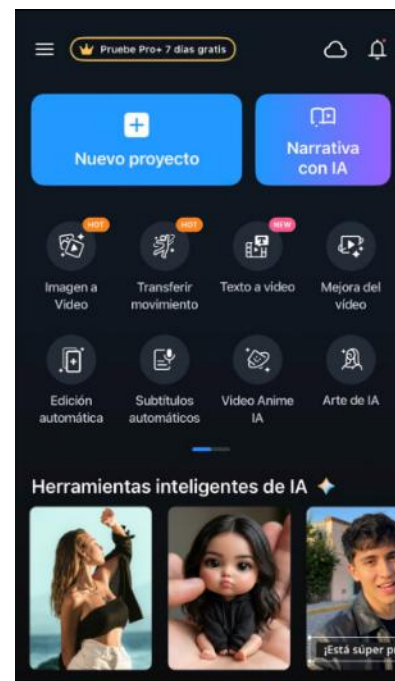 Pruebe Pro+ 7 días gratis
Nuevo proyecto
Narrativa
con IA
HOT
HOT
NEW
Imagen a
Video
Transferir
movimiento
Texto a video
Mejora del
vídeo
Edición
automática
Subtítulos
automáticos
Video Anime
IA
Arte de IA
Herramientas inteligentes de IA
¡Está súper